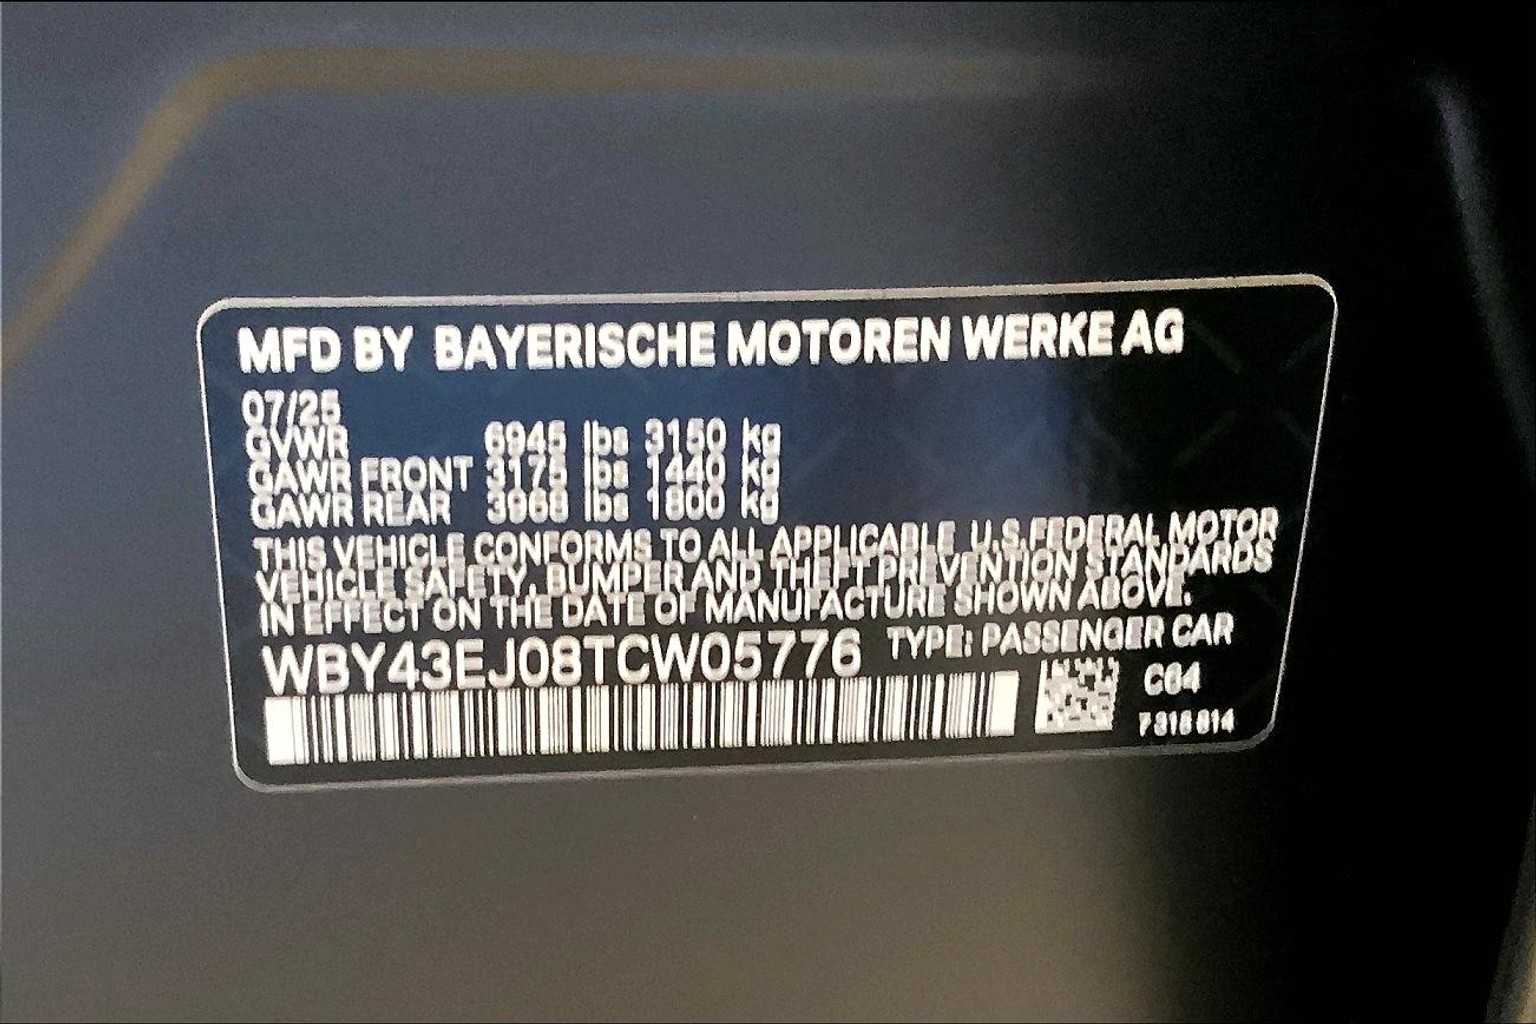 MFD BY BAYERISCHE MOTOREN WERKE AG
07/25
GVWR 6945 lbs 3150 kg
GAWR FRONT 3175 lbs 1440 kg
GAWR REAR 3968 lbs 1800 kg
THIS VEHICLE CONFORMS TO ALL APPLICABLE U.S. FEDERAL MOTOR
VEHICLE SAFETY, BUMPER AND THEFT PREVENTION STANDARDS
IN EFFECT ON THE DATE OF MANUFACTURE SHOWN ABOVE.
WBY43EJ08TCW05776 TYPE: PASSENGER CAR
C64